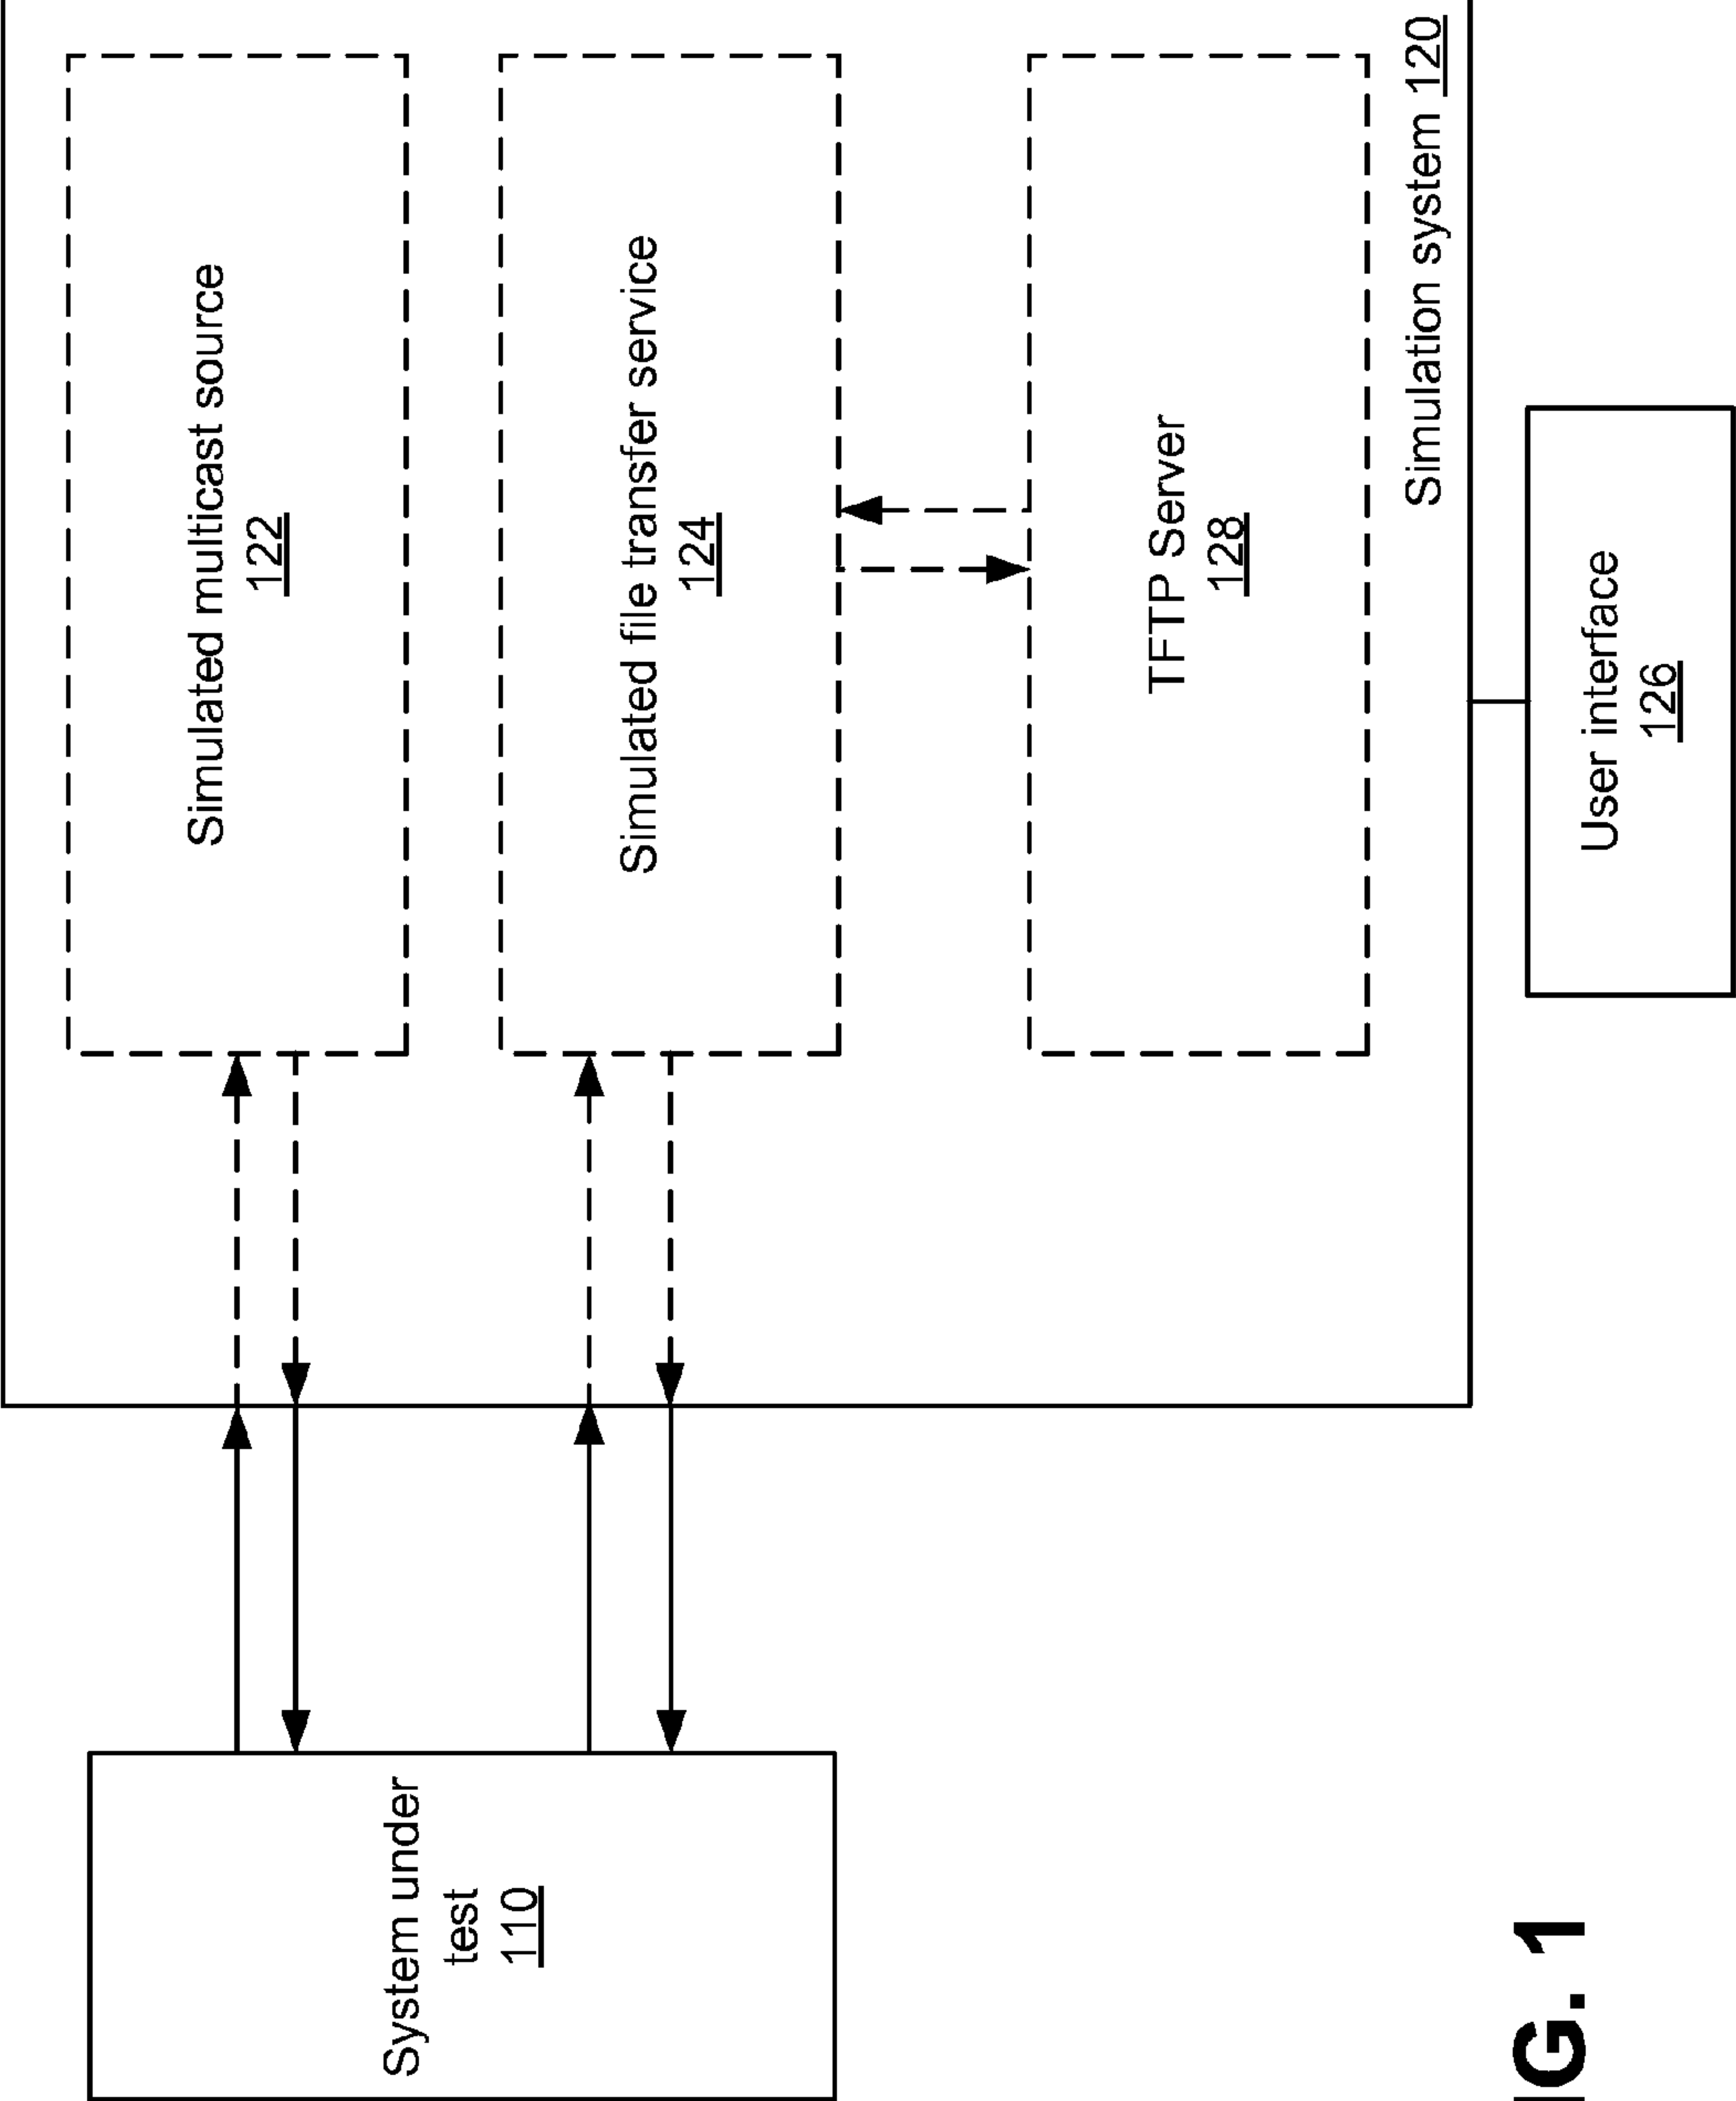 System under
test
110
Simulated multicast source
122
Simulated file transfer service
124
TFTP Server
128
Simulation system 120
User interface
126
IG. 1